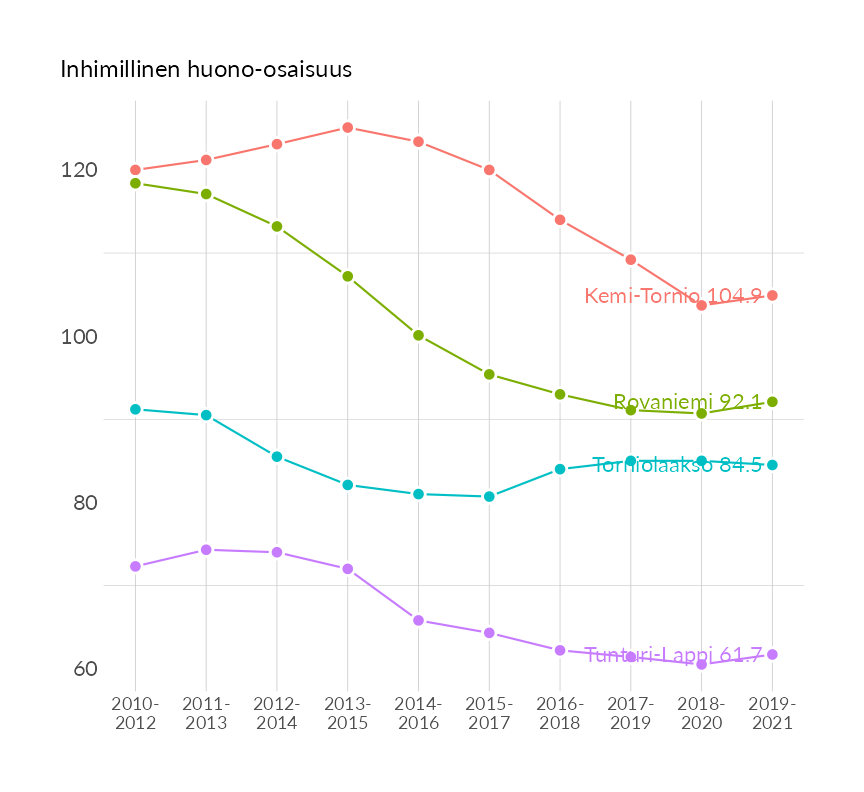 Inhimillinen huono-osaisuus
120
100
80
60
Kemi-Tornio 104.9
Rovaniemi 92.1
Torniolaakso 84.5
Tunturi-Lappi 61.7
2010- 2011- 2012- 2013- 2014- 2015- 2016- 2017- 2018- 2019-
2012 2013 2014 2015 2016 2017 2018 2019 2020 2021